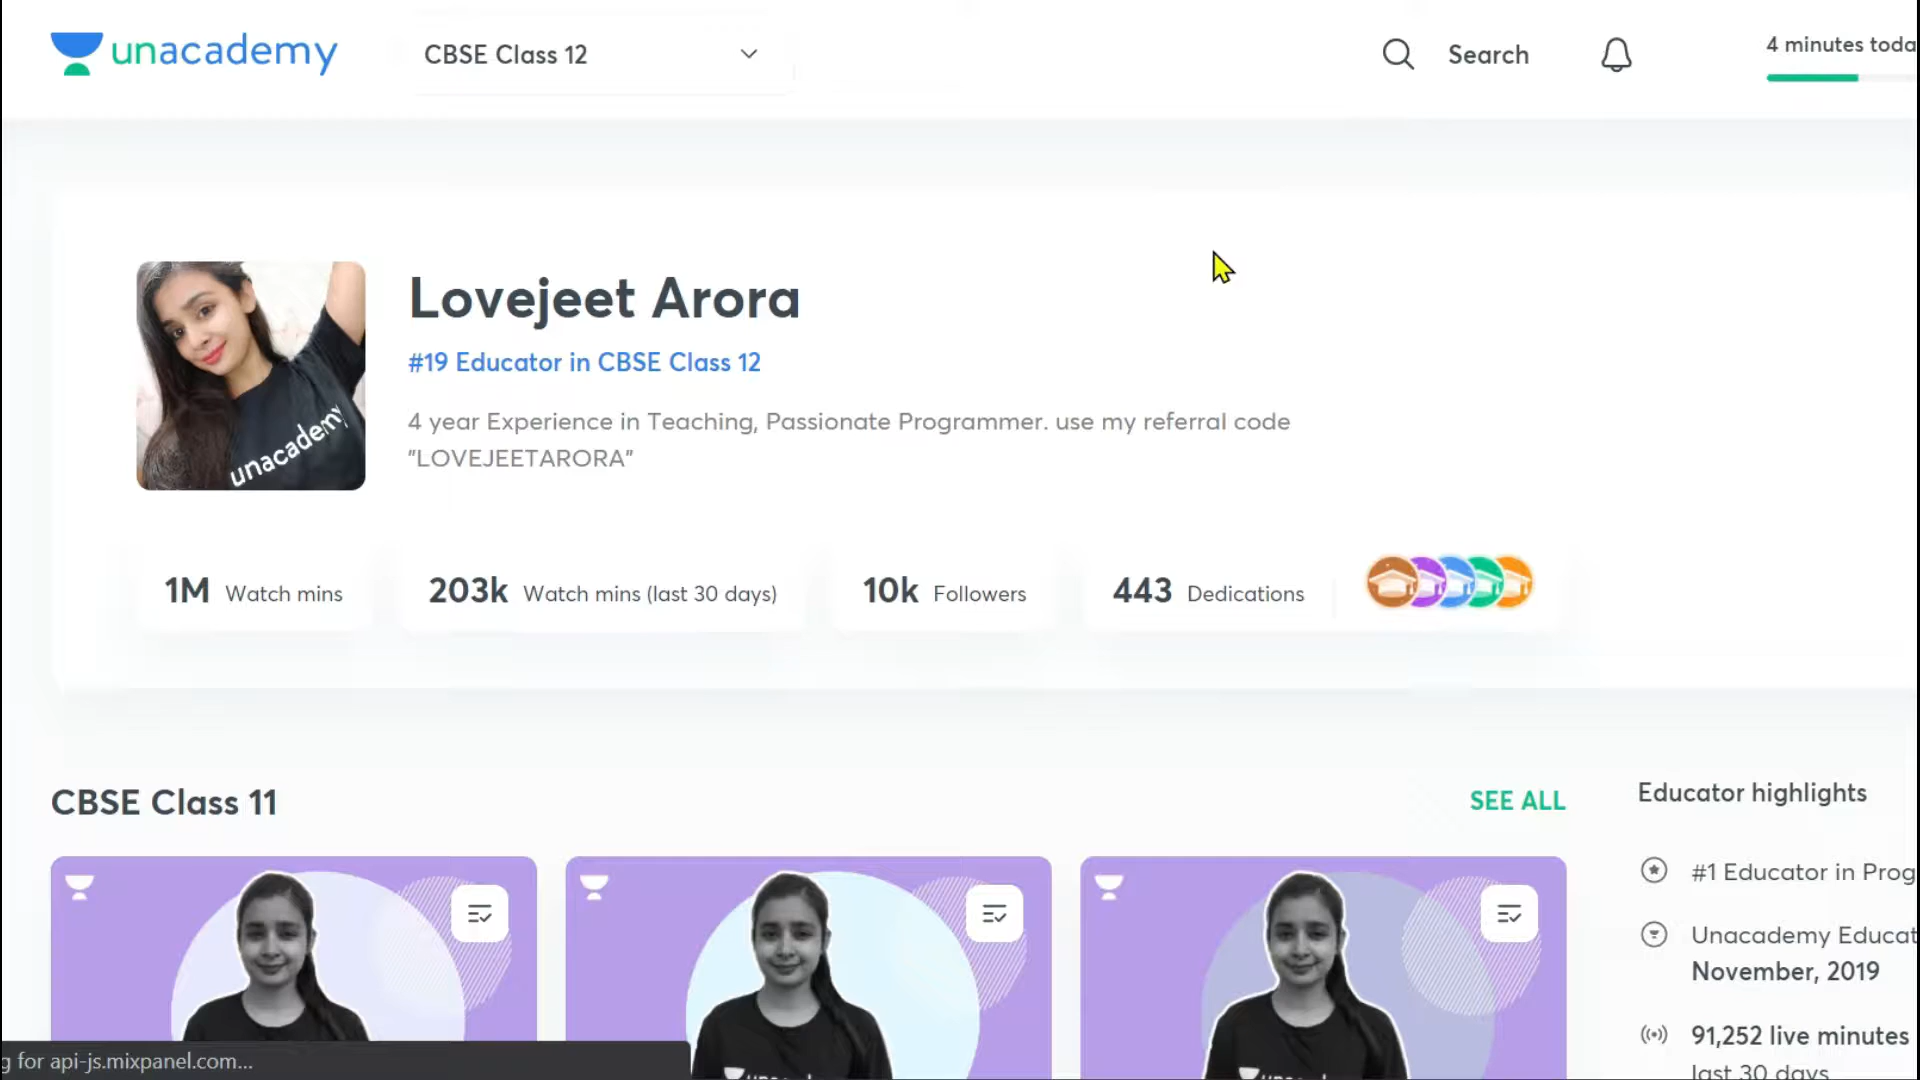 unacademy
CBSE Class 12
Search
4 minutes toda
Lovejeet Arora
#19 Educator in CBSE Class 12
4 year Experience in Teaching, Passionate Programmer. use my referral code
"LOVEJEETARORA"
unacademy
1M Watch mins
203k Watch mins (last 30 days)
10k Followers
443 Dedications
CBSE Class 11
SEE ALL
Educator highlights
#1 Educator in Prog
Unacademy Educat
November, 2019
91,252 live minutes
last 30 days
g for api-js.mixpanel.com...